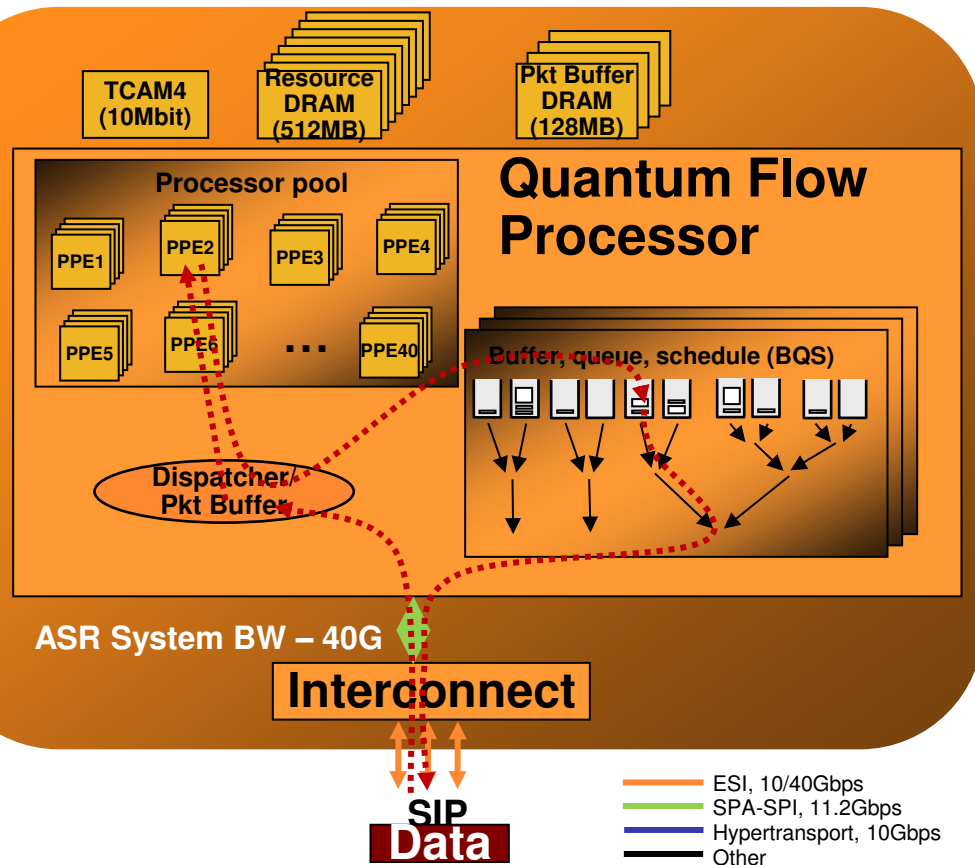 TCAM4
(10Mbit)
Resource
DRAM
(512MB)
Pkt Buffer
DRAM
(128MB)
Quantum Flow
Processor
Processor pool
PPE1
PPE2
PPE3
PPE4
PPE5
PPE6
...
PPE40
Buffer, queue, schedule (BQS)
Dispatcher/
Pkt Buffer
ASR System BW – 40G
Interconnect
SIP
Data
ESI, 10/40Gbps
SPA-SPI, 11.2Gbps
Hypertransport, 10Gbps
Other